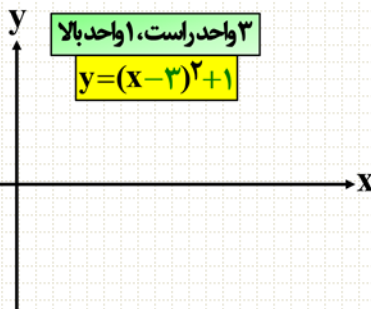 y
۳ واحد راست، ۱ واحد بالا
y=(x−۳)^۲+۱
x